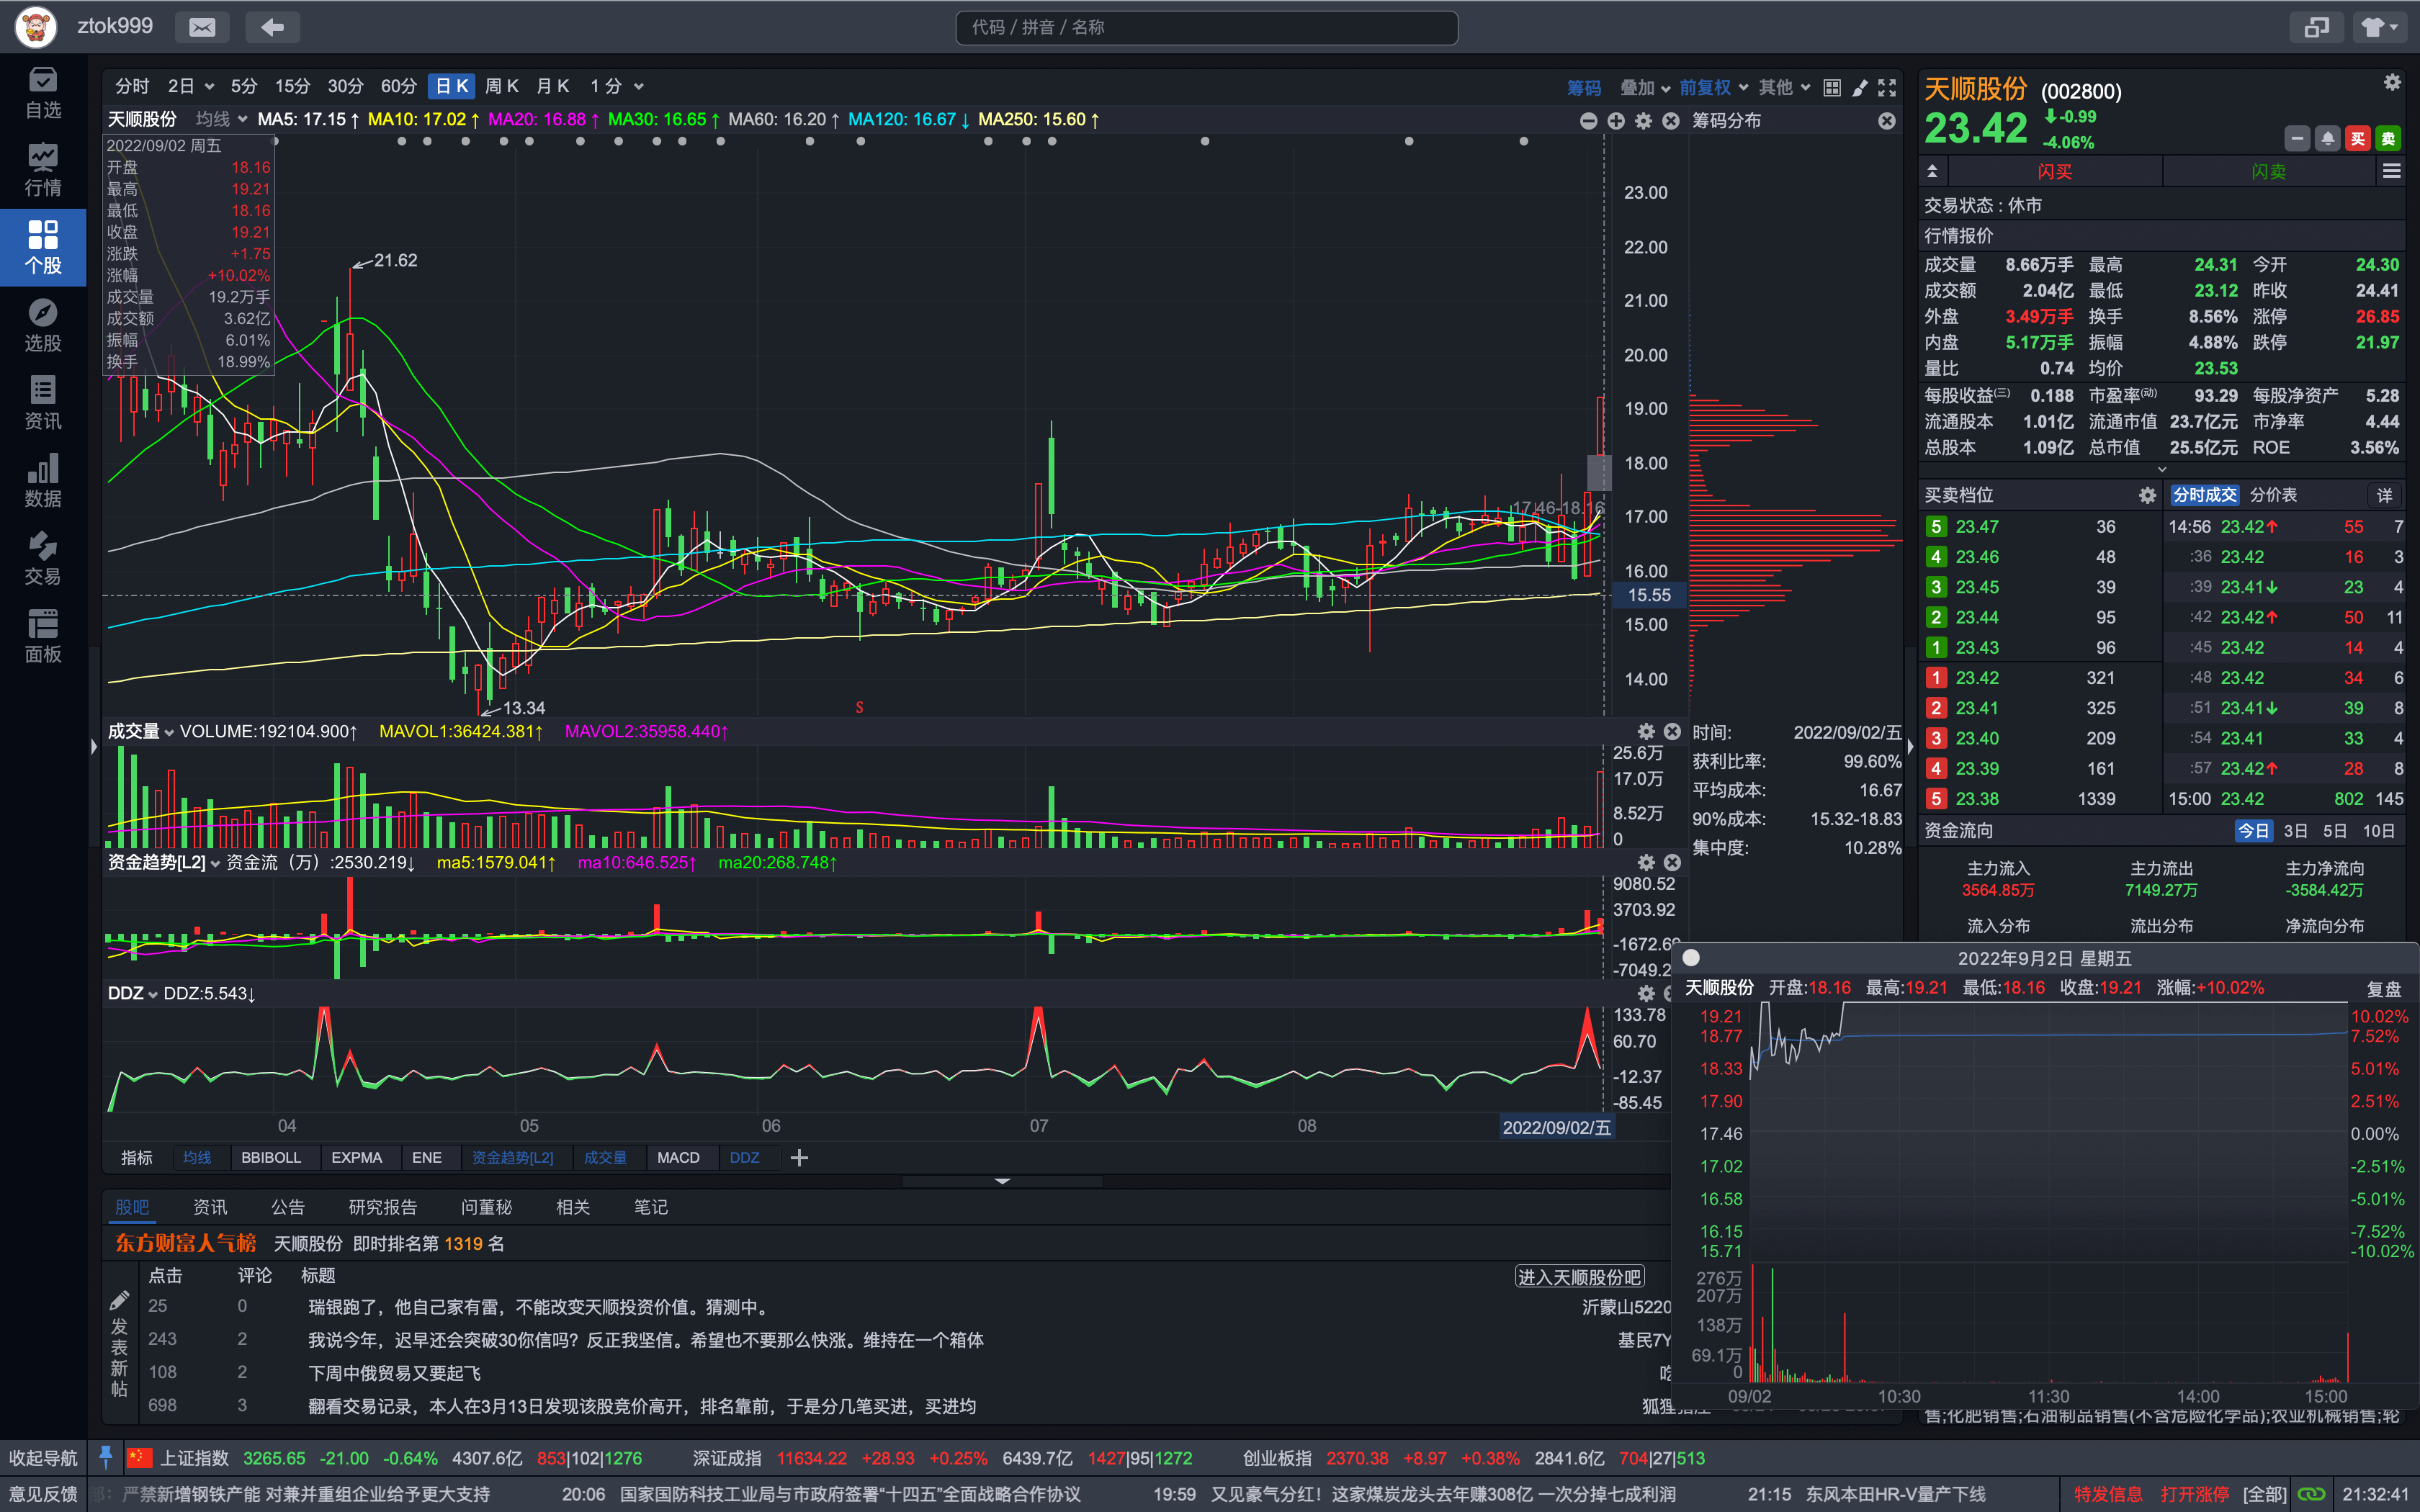 ztok999
代码 / 拼音 / 名称
自选
行情
个股
选股
资讯
数据
交易
面板
分时 2日 5分 15分 30分 60分 日K 周K 月K 1分 筹码 叠加 前复权 其他
天顺股份 均线 MA5: 17.15↑ MA10: 17.02↑ MA20: 16.88↑ MA30: 16.65↑ MA60: 16.20↑ MA120: 16.67↓ MA250: 15.60↑
2022/09/02 周五
开盘 18.16
最高 19.21
最低 18.16
收盘 19.21
涨跌 +1.75
涨幅 +10.02%
成交量 19.2万手
成交额 3.62亿
振幅 6.01%
换手 18.99%
21.62
13.34
17.46-18.16
S
23.00
22.00
21.00
20.00
19.00
18.00
17.00
16.00
15.55
15.00
14.00
筹码分布
成交量 VOLUME:192104.900↑ MAVOL1:36424.381↑ MAVOL2:35958.440↑
25.6万
17.0万
8.52万
0
资金趋势[L2] 资金流（万）:2530.219↓ ma5:1579.041↑ ma10:646.525↑ ma20:268.748↑
9080.52
3703.92
-1672.69
-7049.2
DDZ DDZ:5.543↓
133.78
60.70
-12.37
-85.45
04 05 06 07 08 2022/09/02/五
指标 均线 BBIBOLL EXPMA ENE 资金趋势[L2] 成交量 MACD DDZ
时间: 2022/09/02/五
获利比率: 99.60%
平均成本: 16.67
90%成本: 15.32-18.83
集中度: 10.28%
股吧 资讯 公告 研究报告 问董秘 相关 笔记
东方财富人气榜 天顺股份 即时排名第 1319 名
点击 评论 标题 进入天顺股份吧
发表新帖
25 0 瑞银跑了，他自己家有雷，不能改变天顺投资价值。猜测中。 沂蒙山5220
243 2 我说今年，迟早还会突破30你信吗？反正我坚信。希望也不要那么快涨。维持在一个箱体 基民7Y
108 2 下周中俄贸易又要起飞
698 3 翻看交易记录，本人在3月13日发现该股竞价高开，排名靠前，于是分几笔买进，买进均 狐狸
天顺股份 (002800)
23.42 -0.99
-4.06%
买 卖
闪买 闪卖
交易状态 : 休市
行情报价
成交量 8.66万手 最高 24.31 今开 24.30
成交额 2.04亿 最低 23.12 昨收 24.41
外盘 3.49万手 换手 8.56% 涨停 26.85
内盘 5.17万手 振幅 4.88% 跌停 21.97
量比 0.74 均价 23.53
每股收益(三) 0.188 市盈率(动) 93.29 每股净资产 5.28
流通股本 1.01亿 流通市值 23.7亿元 市净率 4.44
总股本 1.09亿 总市值 25.5亿元 ROE 3.56%
买卖档位 分时成交 分价表 详
5 23.47 36
4 23.46 48
3 23.45 39
2 23.44 95
1 23.43 96
1 23.42 321
2 23.41 325
3 23.40 209
4 23.39 161
5 23.38 1339
14:56 23.42↑ 55 7
:36 23.42 16 3
:39 23.41↓ 23 4
:42 23.42↑ 50 11
:45 23.42 14 4
:48 23.42 34 6
:51 23.41↓ 39 8
:54 23.41 33 4
:57 23.42↑ 28 8
15:00 23.42 802 145
资金流向 今日 3日 5日 10日
主力流入 主力流出 主力净流向
3564.85万 7149.27万 -3584.42万
流入分布 流出分布 净流向分布
2022年9月2日 星期五
天顺股份 开盘:18.16 最高:19.21 最低:18.16 收盘:19.21 涨幅:+10.02% 复盘
19.21 10.02%
18.77 7.52%
18.33 5.01%
17.90 2.51%
17.46 0.00%
17.02 -2.51%
16.58 -5.01%
16.15 -7.52%
15.71 -10.02%
276万
207万
138万
69.1万
0
09/02 10:30 11:30 14:00 15:00
售;化肥销售;石油制品销售(不含危险化学品);农业机械销售;轮
收起导航 上证指数 3265.65 -21.00 -0.64% 4307.6亿 853|102|1276 深证成指 11634.22 +28.93 +0.25% 6439.7亿 1427|95|1272 创业板指 2370.38 +8.97 +0.38% 2841.6亿 704|27|513
意见反馈 严禁新增钢铁产能 对兼并重组企业给予更大支持 20:06 国家国防科技工业局与市政府签署“十四五”全面战略合作协议 19:59 又见豪气分红！这家煤炭龙头去年赚308亿 一次分掉七成利润 21:15 东风本田HR-V量产下线 特发信息 打开涨停 [全部] 21:32:41